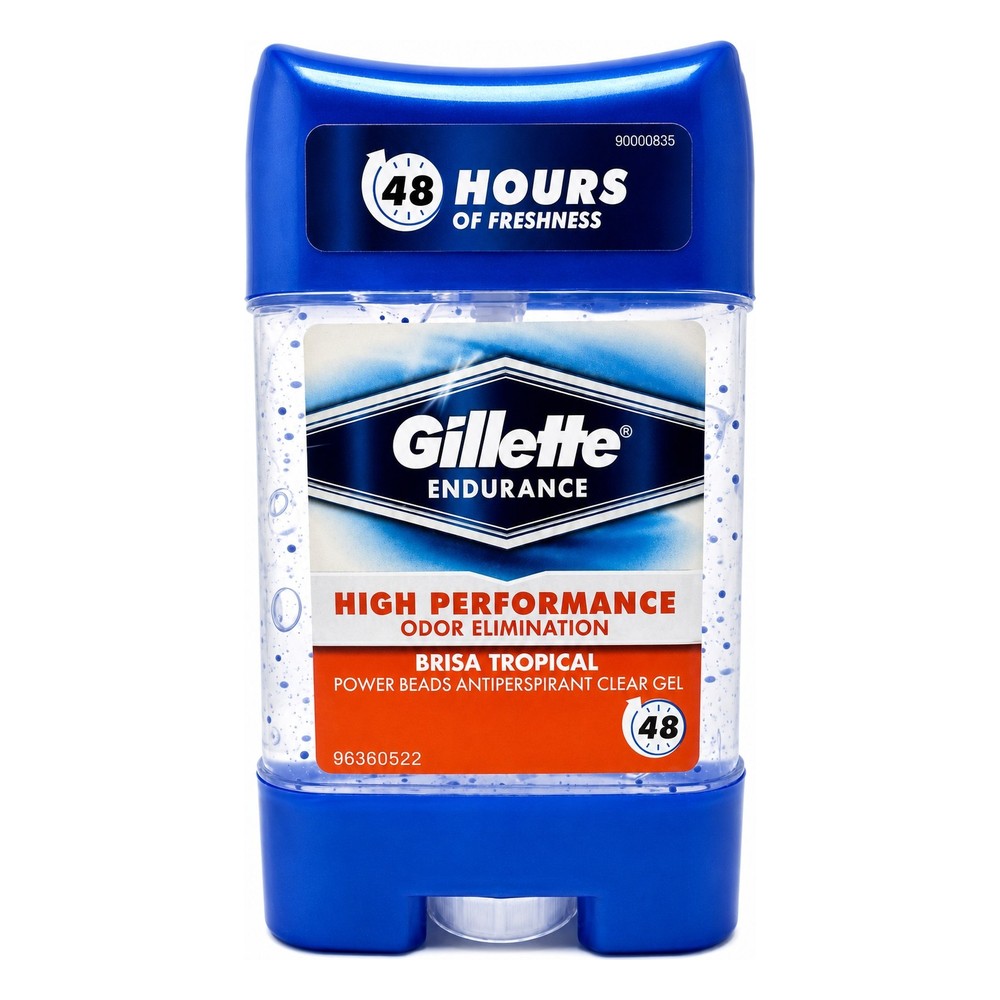 90000835
48 HOURS
OF FRESHNESS
Gillette®
ENDURANCE
HIGH PERFORMANCE
ODOR ELIMINATION
BRISA TROPICAL
POWER BEADS ANTIPERSPIRANT CLEAR GEL
48
96360522